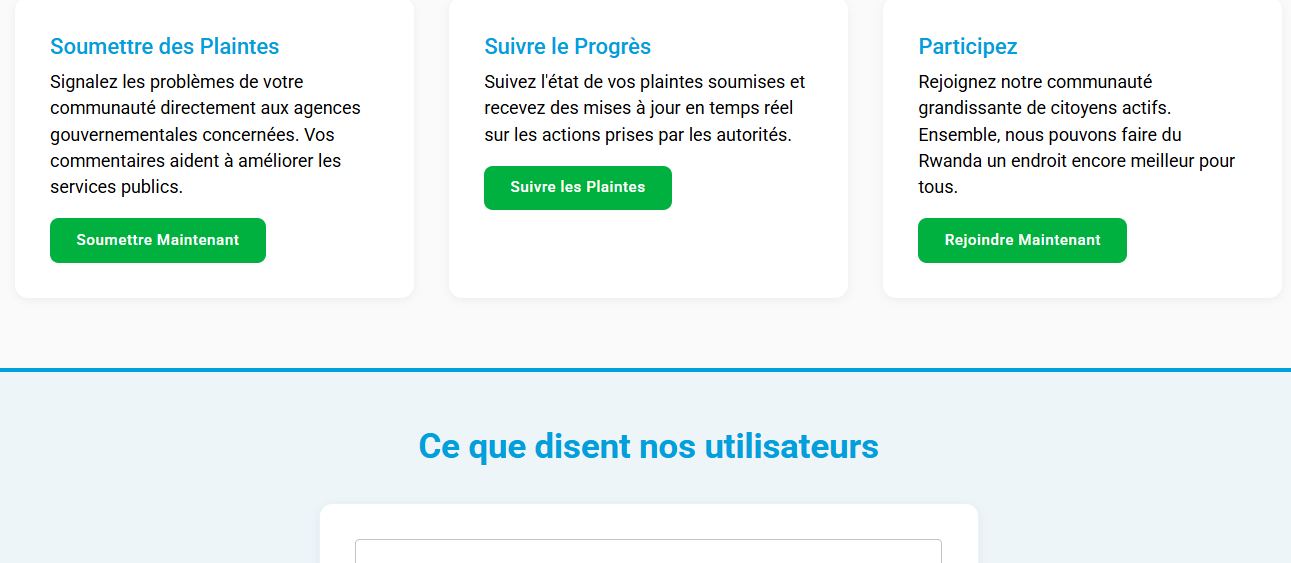 Soumettre des Plaintes
Signalez les problèmes de votre
communauté directement aux agences
gouvernementales concernées. Vos
commentaires aident à améliorer les
services publics.
Soumettre Maintenant
Suivre le Progrès
Suivez l'état de vos plaintes soumises et
recevez des mises à jour en temps réel
sur les actions prises par les autorités.
Suivre les Plaintes
Participez
Rejoignez notre communauté
grandissante de citoyens actifs.
Ensemble, nous pouvons faire du
Rwanda un endroit encore meilleur pour
tous.
Rejoindre Maintenant
Ce que disent nos utilisateurs